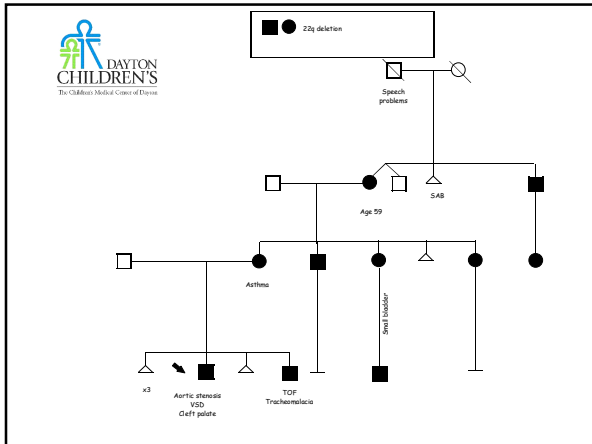 22q deletion
DAYTON
CHILDREN'S
The Children's Medical Center of Dayton
Speech
problems
SAB
Age 59
Asthma
Small bladder
x3
Aortic stenosis
VSD
Cleft palate
TOF
Tracheomalacia